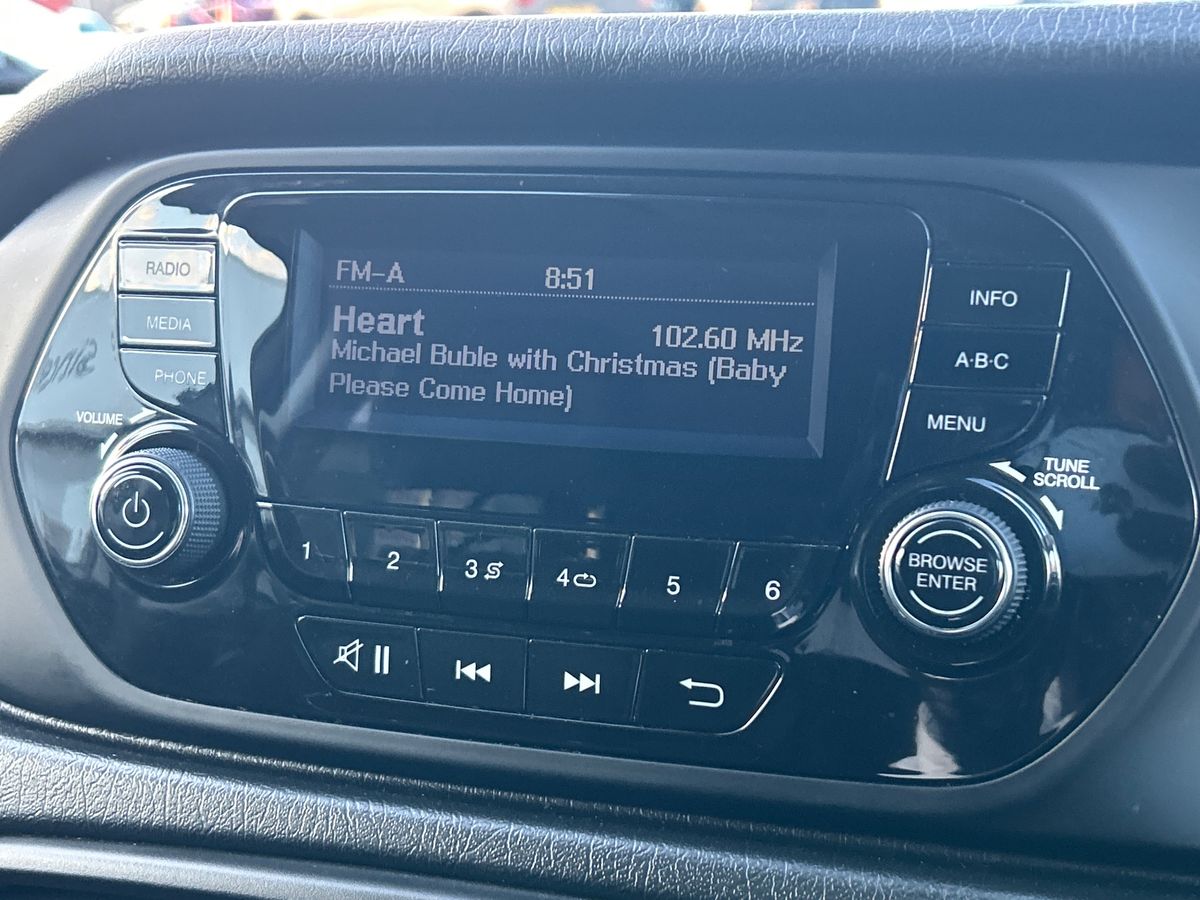 RADIO
MEDIA
PHONE
VOLUME
FM-A 8:51
Heart 102.60 MHz
Michael Buble with Christmas (Baby
Please Come Home)
INFO
A·B·C
MENU
TUNE
SCROLL
BROWSE
ENTER
1 2 3 4 5 6